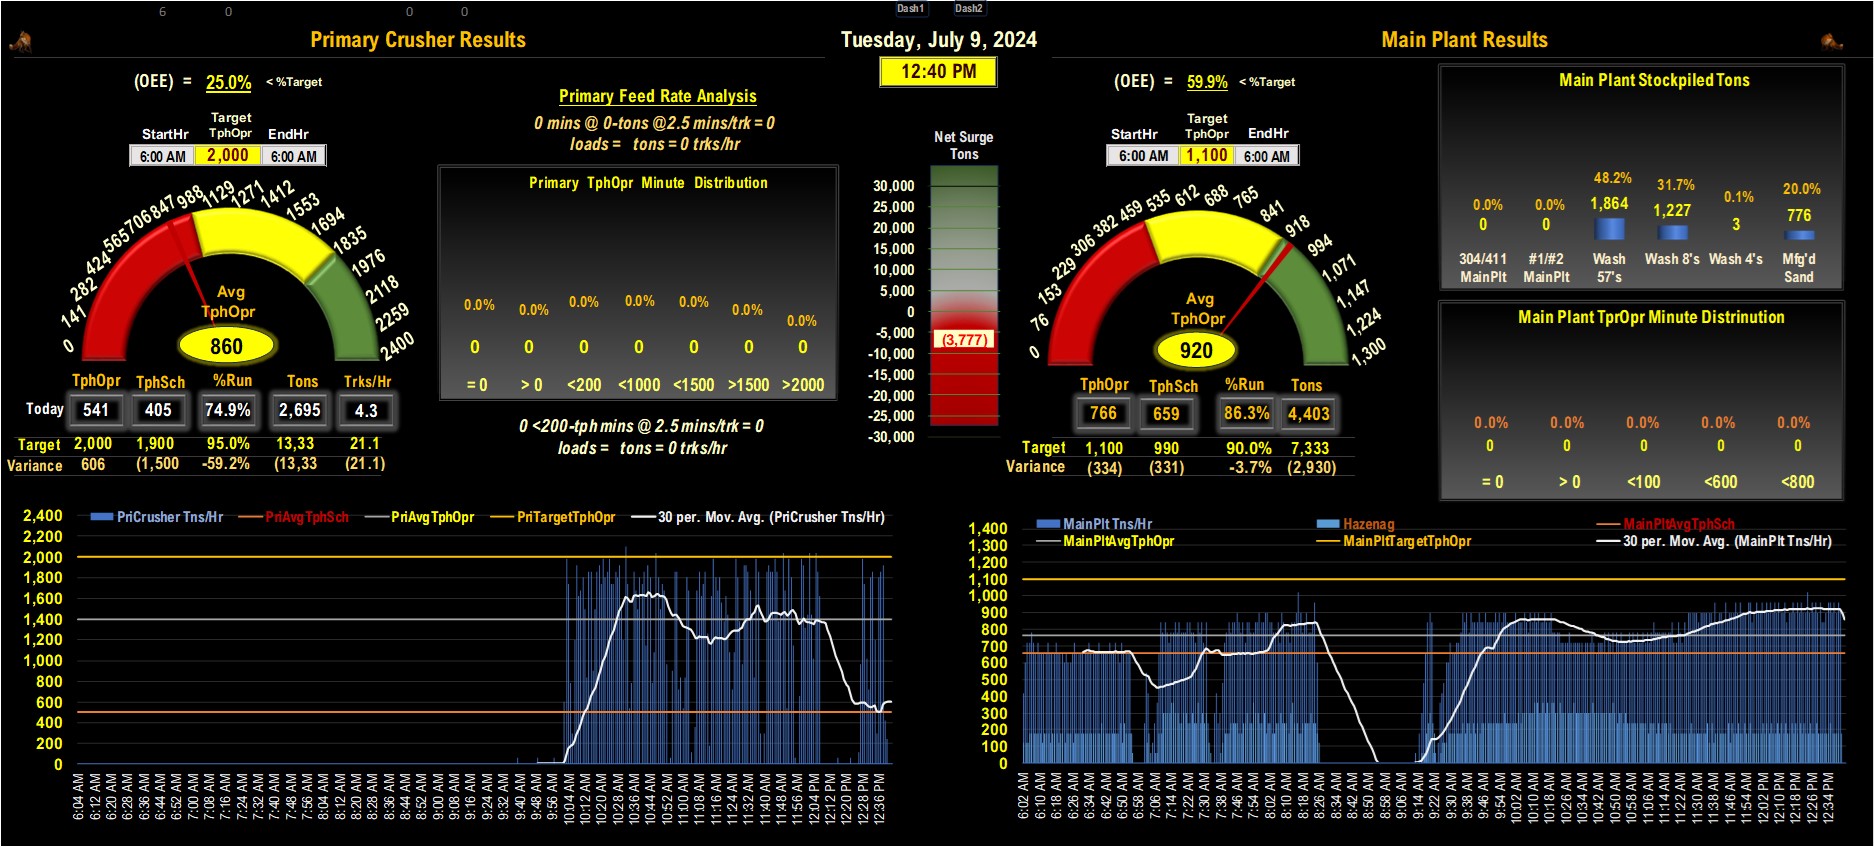 6 0 0 0
Dash1 Dash2
Primary Crusher Results
Tuesday, July 9, 2024
Main Plant Results
12:40 PM
(OEE) = 25.0% < %Target
Target
StartHr TphOpr EndHr
6:00 AM 2,000 6:00 AM
0 141 282 424 565 706 847 988 1129 1271 1412 1553 1694 1835 1976 2118 2259 2400
Avg
TphOpr
860
TphOpr TphSch %Run Tons Trks/Hr
Today 541 405 74.9% 2,695 4.3
Target 2,000 1,900 95.0% 13,33 21.1
Variance 606 (1,500 -59.2% (13,33 (21.1)
Primary Feed Rate Analysis
0 mins @ 0-tons @2.5 mins/trk = 0
loads = tons = 0 trks/hr
Primary TphOpr Minute Distribution
0.0% 0.0% 0.0% 0.0% 0.0% 0.0% 0.0%
0 0 0 0 0 0 0
= 0 > 0 <200 <1000 <1500 >1500 >2000
0 <200-tph mins @ 2.5 mins/trk = 0
loads = tons = 0 trks/hr
Net Surge
Tons
30,000
25,000
20,000
15,000
10,000
5,000
0
-5,000
(3,777)
-10,000
-15,000
-20,000
-25,000
-30,000
(OEE) = 59.9% < %Target
Target
StartHr TphOpr EndHr
6:00 AM 1,100 6:00 AM
0 76 153 229 306 382 459 535 612 688 765 841 918 994 1,071 1,147 1,224 1,300
Avg
TphOpr
920
TphOpr TphSch %Run Tons
766 659 86.3% 4,403
Target 1,100 990 90.0% 7,333
Variance (334) (331) -3.7% (2,930)
Main Plant Stockpiled Tons
0.0% 0.0% 48.2% 31.7% 0.1% 20.0%
0 0 1,864 1,227 3 776
304/411 #1/#2 Wash Wash 8's Wash 4's Mfg'd
MainPlt MainPlt 57's Sand
Main Plant TprOpr Minute Distrinution
0.0% 0.0% 0.0% 0.0% 0.0%
0 0 0 0 0
= 0 > 0 <100 <600 <800
PriCrusher Tns/Hr PriAvgTphSch PriAvgTphOpr PriTargetTphOpr 30 per. Mov. Avg. (PriCrusher Tns/Hr)
2,400
2,200
2,000
1,800
1,600
1,400
1,200
1,000
800
600
400
200
0
6:04 AM 6:12 AM 6:20 AM 6:28 AM 6:36 AM 6:44 AM 6:52 AM 7:00 AM 7:08 AM 7:16 AM 7:24 AM 7:32 AM 7:40 AM 7:48 AM 7:56 AM 8:04 AM 8:12 AM 8:20 AM 8:28 AM 8:36 AM 8:44 AM 8:52 AM 9:00 AM 9:08 AM 9:16 AM 9:24 AM 9:32 AM 9:40 AM 9:48 AM 9:56 AM 10:04 AM 10:12 AM 10:20 AM 10:28 AM 10:36 AM 10:44 AM 10:52 AM 11:00 AM 11:08 AM 11:16 AM 11:24 AM 11:32 AM 11:40 AM 11:48 AM 11:56 AM 12:04 PM 12:12 PM 12:20 PM 12:28 PM 12:36 PM
MainPlt Tns/Hr Hazenag MainPltAvgTphSch
MainPltAvgTphOpr MainPltTargetTphOpr 30 per. Mov. Avg. (MainPlt Tns/Hr)
1,400
1,300
1,200
1,100
1,000
900
800
700
600
500
400
300
200
100
0
6:02 AM 6:10 AM 6:18 AM 6:26 AM 6:34 AM 6:42 AM 6:50 AM 6:58 AM 7:06 AM 7:14 AM 7:22 AM 7:30 AM 7:38 AM 7:46 AM 7:54 AM 8:02 AM 8:10 AM 8:18 AM 8:26 AM 8:34 AM 8:42 AM 8:50 AM 8:58 AM 9:06 AM 9:14 AM 9:22 AM 9:30 AM 9:38 AM 9:46 AM 9:54 AM 10:02 AM 10:10 AM 10:18 AM 10:26 AM 10:34 AM 10:42 AM 10:50 AM 10:58 AM 11:06 AM 11:14 AM 11:22 AM 11:30 AM 11:38 AM 11:46 AM 11:54 AM 12:02 PM 12:10 PM 12:18 PM 12:26 PM 12:34 PM